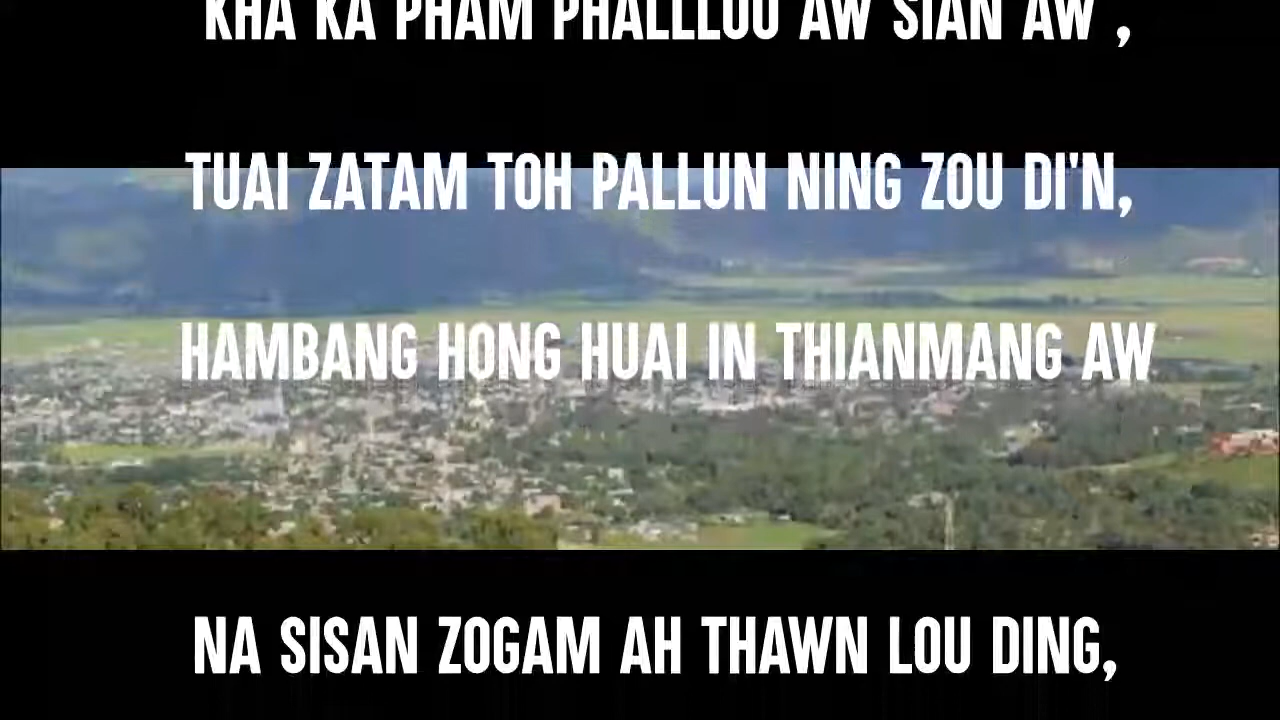 KHA KA PHAM PHALLLUU AW SIAN AW ,
TUAI ZATAM TOH PALLUN NING ZOU DI'N,
HAMBANG HONG HUAI IN THIANMANG AW
NA SISAN ZOGAM AH THAWN LOU DING,